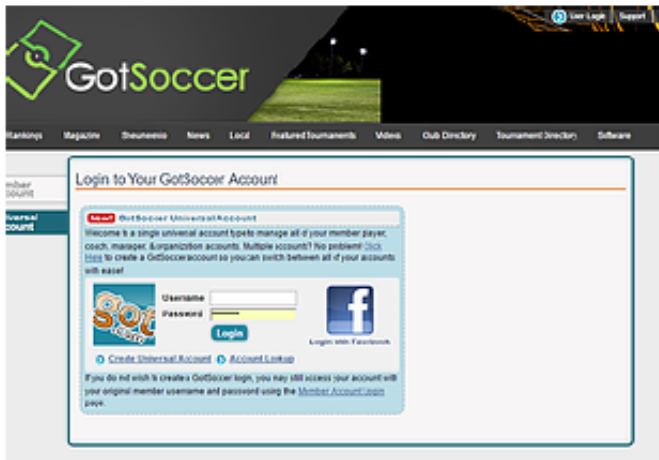 User Login | Support
GotSoccer
Rankings Magazine News Local Featured Tournaments Videos Club Directory Tournament Directory Software
mber
count
iversal
count
Login to Your GotSoccer Account
New! GotSoccer Universal Account
Welcome to a single universal account type to manage all of your member player,
coach, manager, & organization accounts. Multiple accounts? No problem! Click
Here to create a GotSoccer account so you can switch between all of your accounts
with ease!
got
Username
Password
Login
Login with Facebook
Create Universal Account Account Lookup
If you do not wish to create a GotSoccer login, you may still access your account with
your original member username and password using the Member Account Login
page.